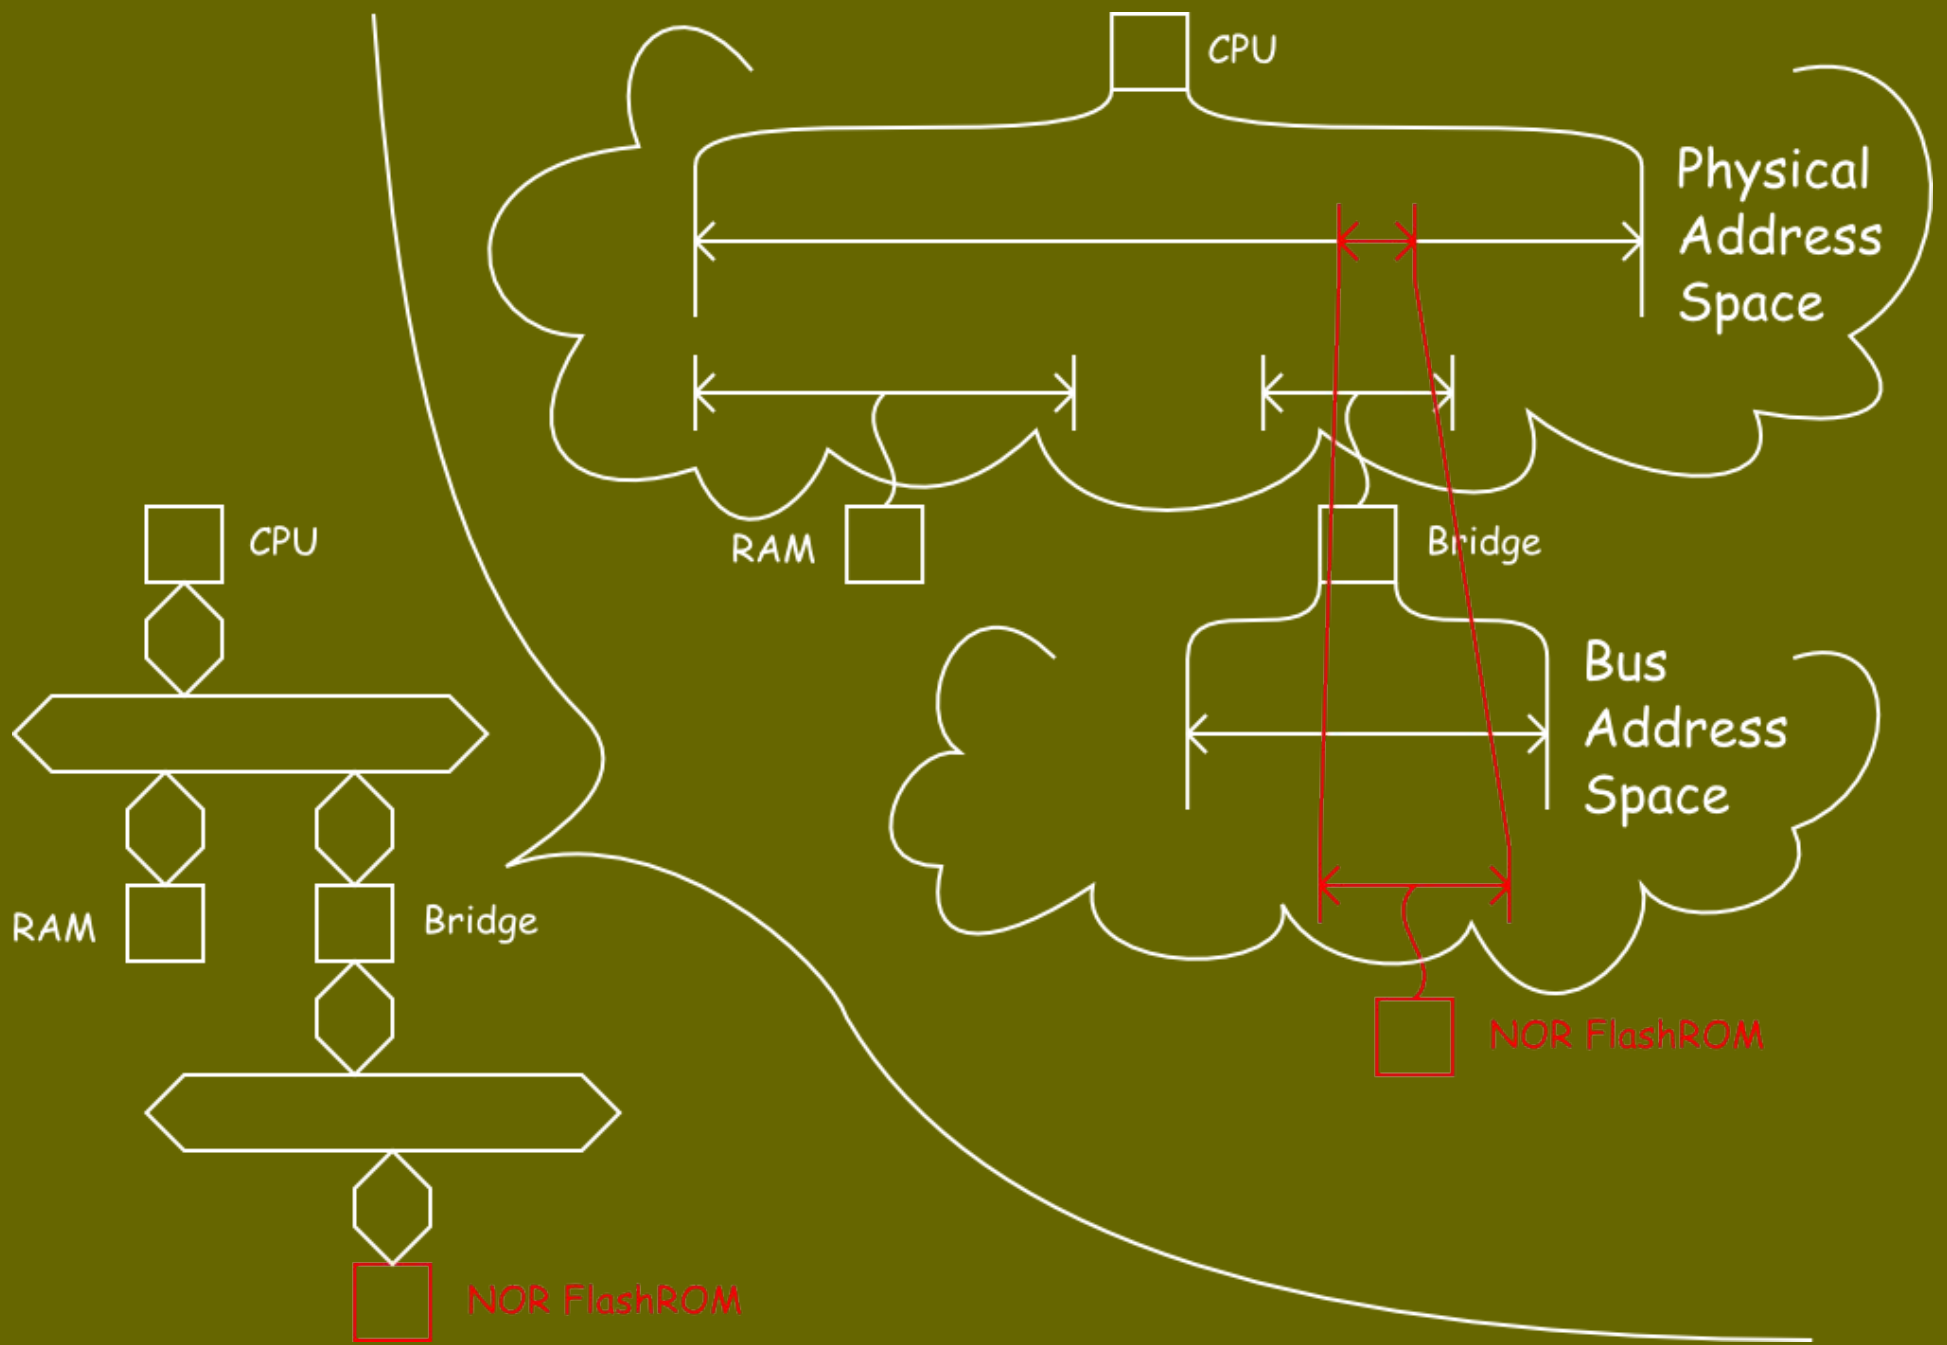 CPU
Physical
Address
Space
RAM
Bridge
Bus
Address
Space
NOR FlashROM
CPU
RAM
Bridge
NOR FlashROM